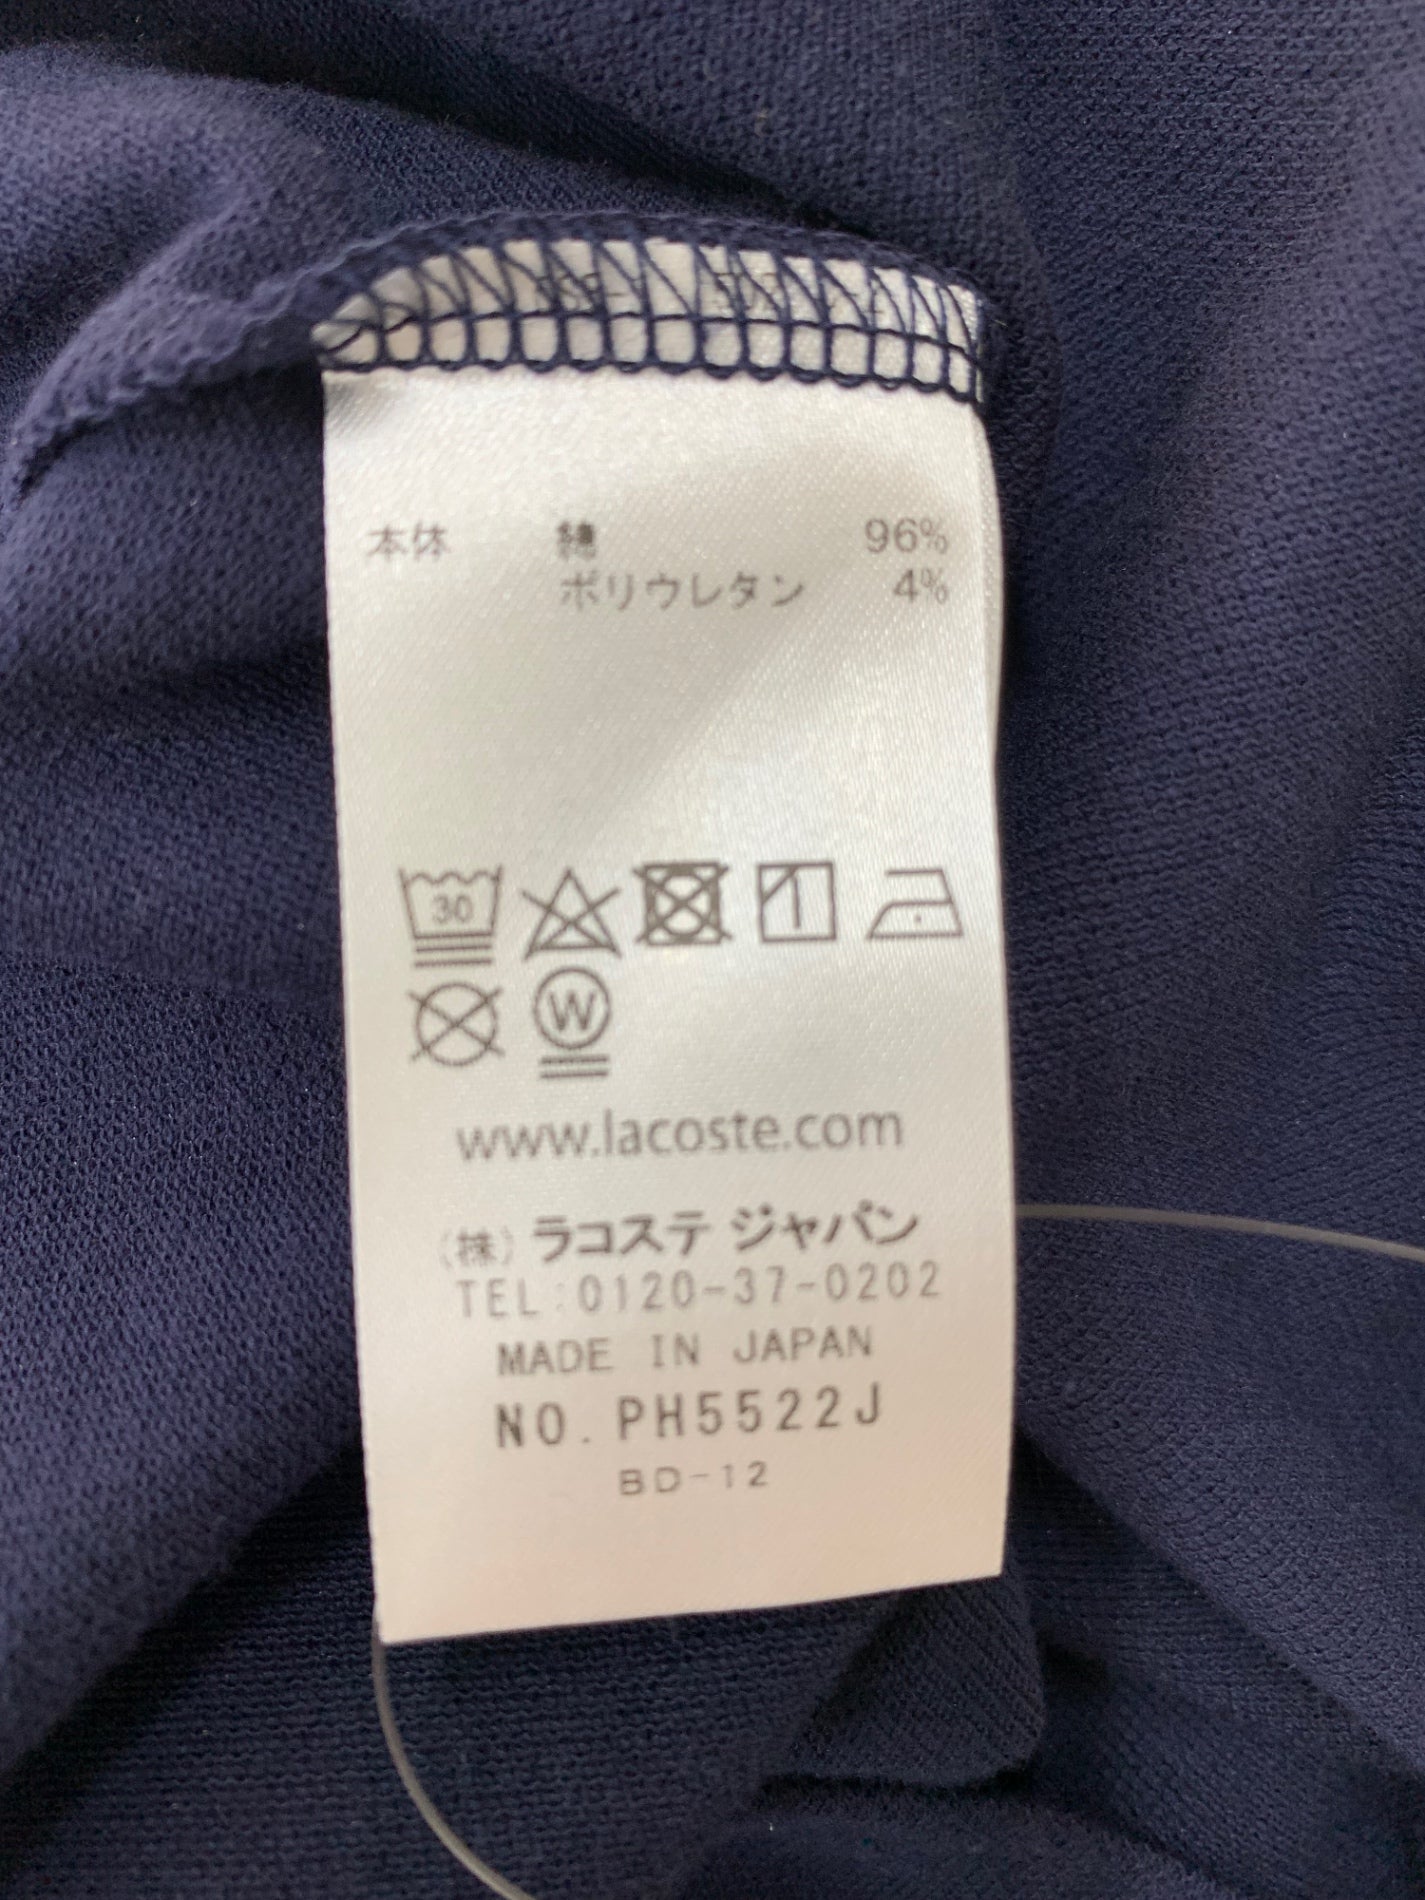 本体 綿 96%
ポリウレタン 4%
30
W
www.lacoste.com
(株) ラコステ ジャパン
TEL:0120-37-0202
MADE IN JAPAN
NO. PH5522J
BD-12